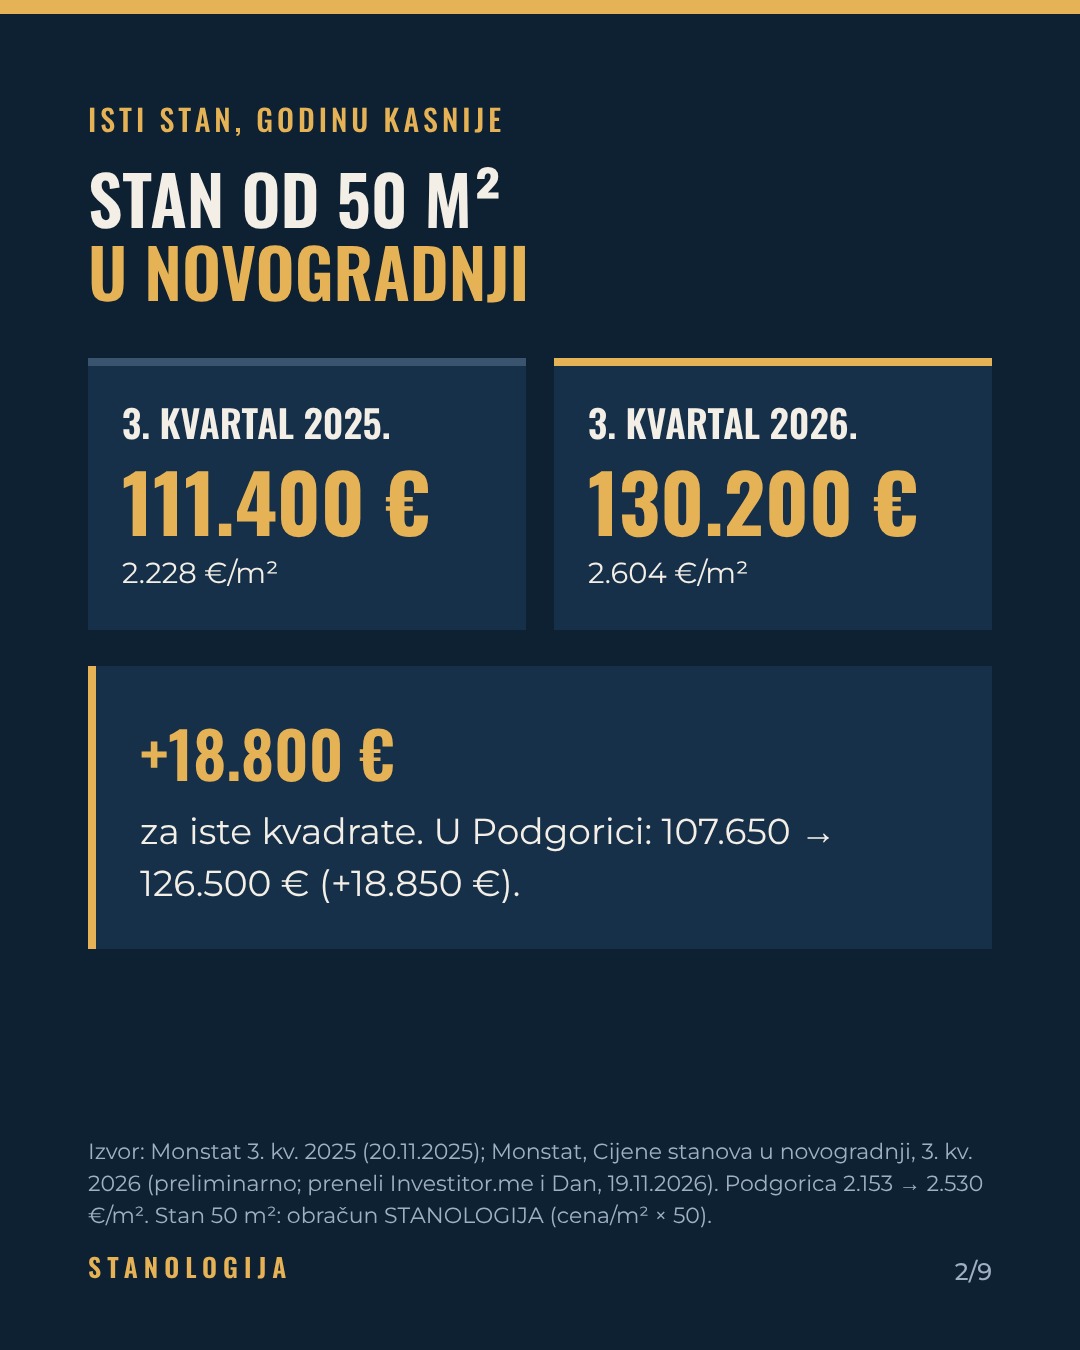 ISTI STAN, GODINU KASNIJE
STAN OD 50 M²
U NOVOGRADNJI
3. KVARTAL 2025.
111.400 €
2.228 €/m²
3. KVARTAL 2026.
130.200 €
2.604 €/m²
+18.800 €
za iste kvadrate. U Podgorici: 107.650 →
126.500 € (+18.850 €).
Izvor: Monstat 3. kv. 2025 (20.11.2025); Monstat, Cijene stanova u novogradnji, 3. kv.
2026 (preliminarno; preneli Investitor.me i Dan, 19.11.2026). Podgorica 2.153 → 2.530
€/m². Stan 50 m²: obračun STANOLOGIJA (cena/m² × 50).
STANOLOGIJA
2/9